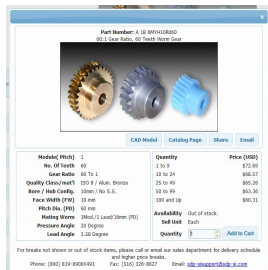 ×
Part Number: A 1B 6MYH10R060
60:1 Gear Ratio, 60 Teeth Worm Gear
CAD Model
Catalog Page
Share
Email
Module( Pitch) 1
No. Of Teeth 60
Gear Ratio 60 To 1
Quality Class/mat'l ISO 8 / Alum. Bronze
Bore / Hub Config. 10mm / No S.S.
Face Width (FW) 10 mm
Pitch Dia. (PD) 60 mm
Mating Worm 1Mod,/1 Lead/16mm (PD)
Pressure Angle 20 Degree
Lead Angle 3.58 Degree
Quantity Price (USD)
1 to 9 $72.69
10 to 24 $68.57
25 to 49 $65.26
50 to 99 $63.36
100 and Up $60.31
Availability Out of stock.
Sell Unit Each
Quantity 1 Add to Cart
For breaks not shown or out of stock items, please call or email our sales department for delivery schedule
and higher price breaks.
Phone: (800) 819-8900X491 Fax: (516) 326-8827 Email: sdp-sisupport@sdp-si.com